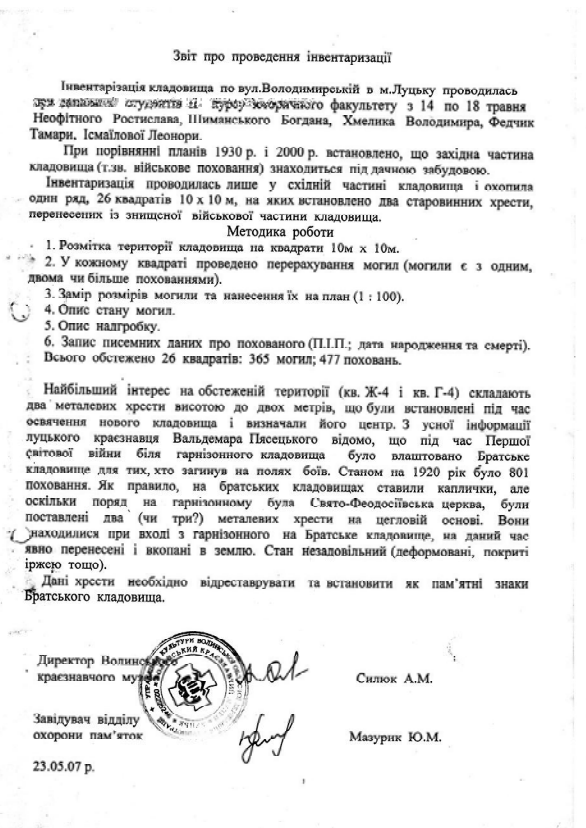 Звіт про проведення інвентаризації
Інвентарізація кладовища по вул.Володимирській в м.Луцьку проводилась
студентів курсу факультету з 14 по 18 травня
Неофітного Ростислава, Шиманського Богдана, Хмелика Володимира, Федчик
Тамари, Ісмаїлової Леонори.
При порівнянні планів 1930 р. і 2000 р. встановлено, що західна частина
кладовища (т.зв. військове поховання) знаходиться під дачною забудовою.
Інвентаризація проводилась лише у східній частині кладовища і охопила
один ряд, 26 квадратів 10 х 10 м, на яких встановлено два старовинних хрести,
перенесених із знищеної військової частини кладовища.
Методика роботи
1. Розмітка території кладовища на квадрати 10м х 10м.
2. У кожному квадраті проведено перерахування могил (могили є з одним,
двома чи більше похованнями).
3. Замір розмірів могили та нанесення їх на план (1 : 100).
4. Опис стану могил.
5. Опис надгробку.
6. Запис писемних даних про похованого (П.І.П.; дата народження та смерті).
Всього обстежено 26 квадратів: 365 могил; 477 поховань.
Найбільший інтерес на обстеженій території (кв. Ж-4 і кв. Г-4) складають
два металевих хрести висотою до двох метрів, що були встановлені під час
освячення нового кладовища і визначали його центр. З усної інформації
луцького краєзнавця Вальдемара Пясецького відомо, що під час Першої
світової війни біля гарнізонного кладовища було влаштовано Братське
кладовище для тих, хто загинув на полях боїв. Станом на 1920 рік було 801
поховання. Як правило, на братських кладовищах ставили каплички, але
оскільки поряд на гарнізонному була Свято-Феодосіївська церква, були
поставлені два (чи три?) металевих хрести на цегловій основі. Вони
знаходилися при вході з гарнізонного на Братське кладовище, на даний час
явно перенесені і вкопані в землю. Стан незадовільний (деформовані, покриті
іржею тощо).
Дані хрести необхідно відреставрувати та встановити як пам'ятні знаки
Братського кладовища.
Директор Волинського
краєзнавчого музею Силюк А.М.
Завідувач відділу
охорони пам'яток Мазурик Ю.М.
23.05.07 р.